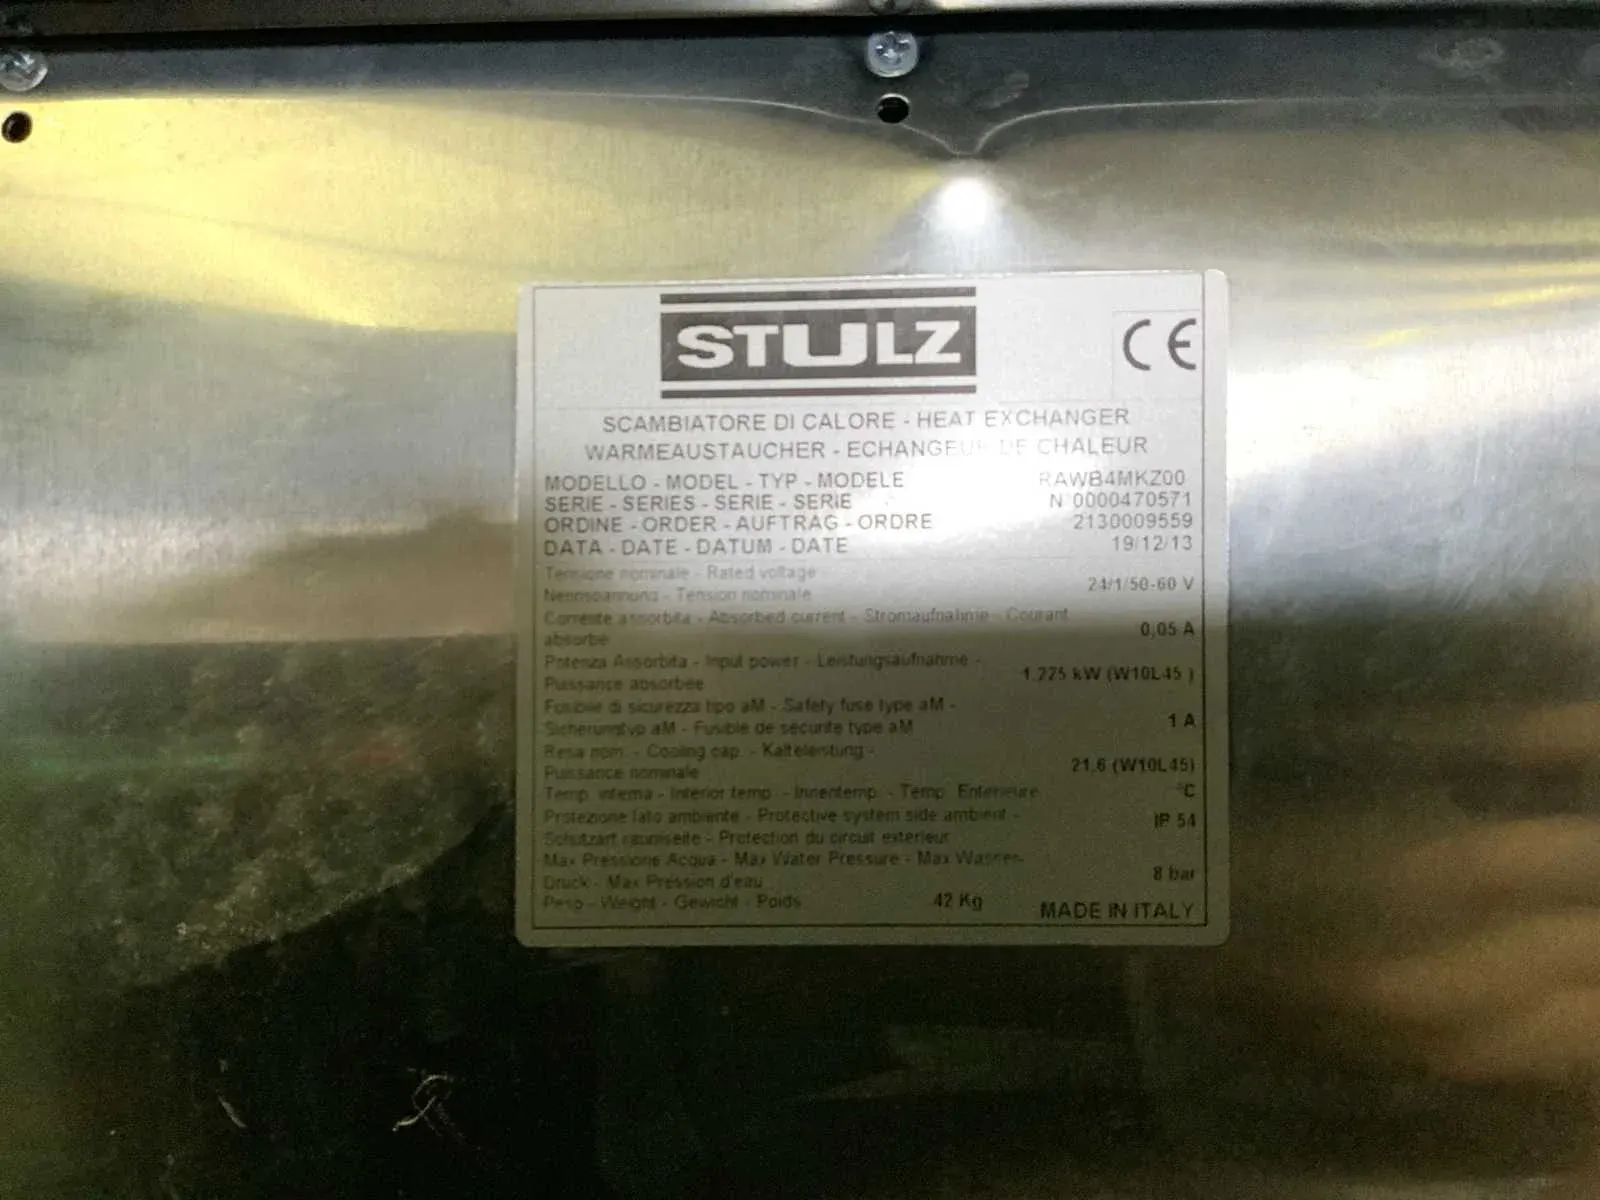 STULZ
CE
SCAMBIATORE DI CALORE - HEAT EXCHANGER
WARMEAUSTAUCHER - ECHANGEUR DE CHALEUR
MODELLO - MODEL - TYP - MODELE RAWB4MKZ00
SERIE - SERIES - SERIE - SERIE N°0000470571
ORDINE - ORDER - AUFTRAG - ORDRE 2130009559
DATA - DATE - DATUM - DATE 19/12/13
Tensione nominale - Rated voltage
Nennspannung - Tension nominale 24/1/50-60 V
Corrente assorbita - Absorbed current - Stromaufnahme - Courant
absorbé 0,05 A
Potenza Assorbita - Input power - Leistungsaufnahme -
Puissance absorbée 1.225 kW (W10L45 )
Fusibile di sicurezza tipo aM - Safety fuse type aM -
Sicherungtyp aM - Fusible de sécurité type aM 1 A
Resa nom. - Cooling cap. - Kalteleistung -
Puissance nominale 21,6 (W10L45)
Temp. interna - Interior temp. - Innentemp. - Temp. Enterieure °C
Protezione lato ambiente - Protective system side ambient -
Schutzart raumseite - Protection du circuit exterieur IP 54
Max Pressione Acqua - Max Water Pressure - Max Wasser-
Druck - Max Pression d'eau 8 bar
Peso - Weight - Gewicht - Poids 42 Kg MADE IN ITALY